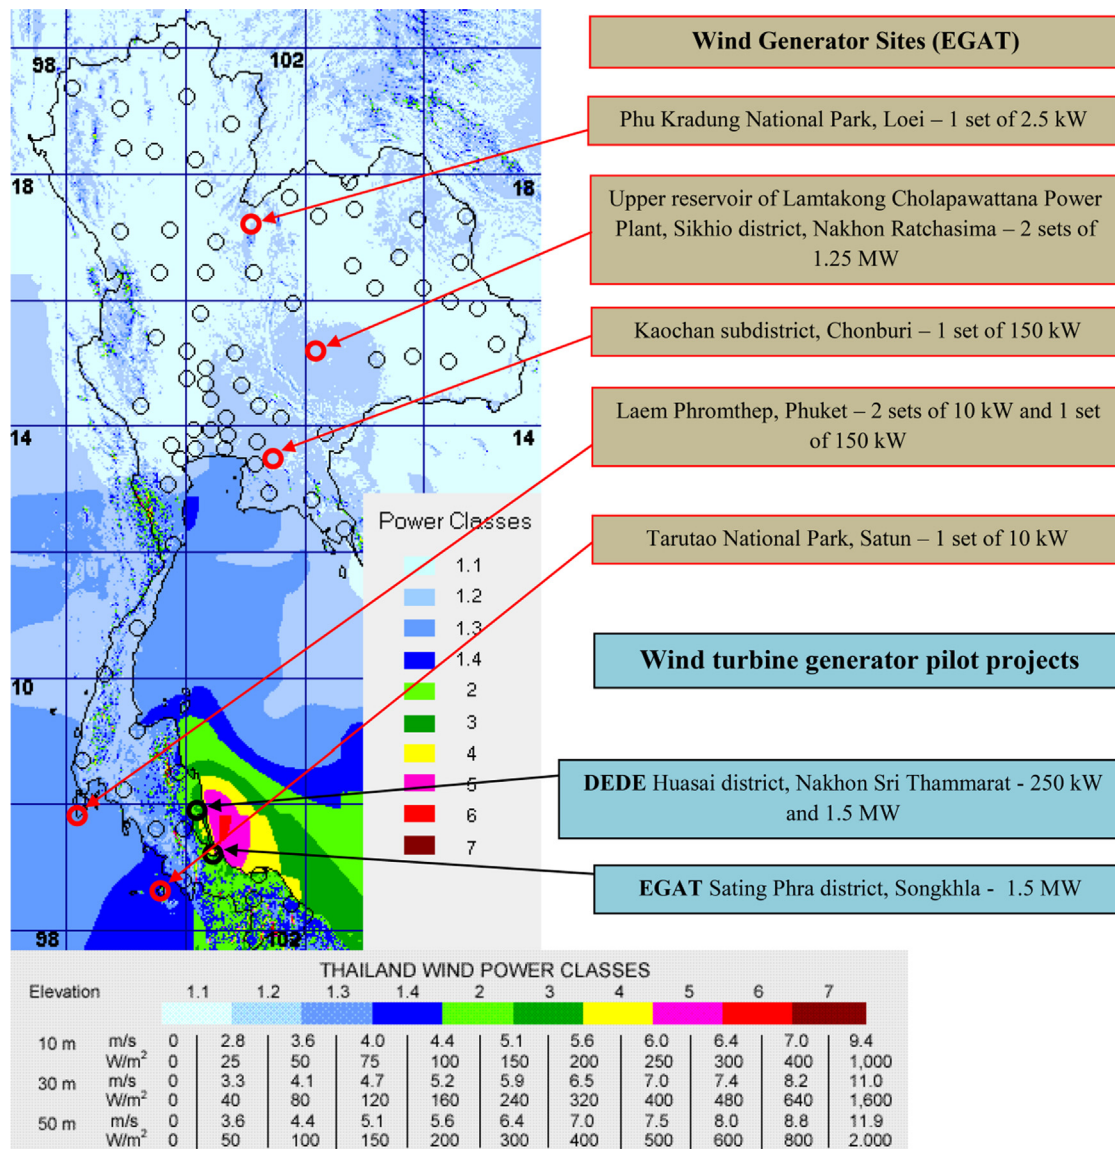 98
102
18
18
14
14
10
98
102
Power Classes
1.1
1.2
1.3
1.4
2
3
4
5
6
7
Wind Generator Sites (EGAT)
Phu Kradung National Park, Loei – 1 set of 2.5 kW
Upper reservoir of Lamtakong Cholapawattana Power
Plant, Sikhio district, Nakhon Ratchasima – 2 sets of
1.25 MW
Kaochan subdistrict, Chonburi – 1 set of 150 kW
Laem Phromthep, Phuket – 2 sets of 10 kW and 1 set
of 150 kW
Tarutao National Park, Satun – 1 set of 10 kW
Wind turbine generator pilot projects
DEDE Huasai district, Nakhon Sri Thammarat - 250 kW
and 1.5 MW
EGAT Sating Phra district, Songkhla - 1.5 MW
THAILAND WIND POWER CLASSES
Elevation 1.1 1.2 1.3 1.4 2 3 4 5 6 7
10 m m/s 0 2.8 3.6 4.0 4.4 5.1 5.6 6.0 6.4 7.0 9.4
W/m² 0 25 50 75 100 150 200 250 300 400 1,000
30 m m/s 0 3.3 4.1 4.7 5.2 5.9 6.5 7.0 7.4 8.2 11.0
W/m² 0 40 80 120 160 240 320 400 480 640 1,600
50 m m/s 0 3.6 4.4 5.1 5.6 6.4 7.0 7.5 8.0 8.8 11.9
W/m² 0 50 100 150 200 300 400 500 600 800 2.000